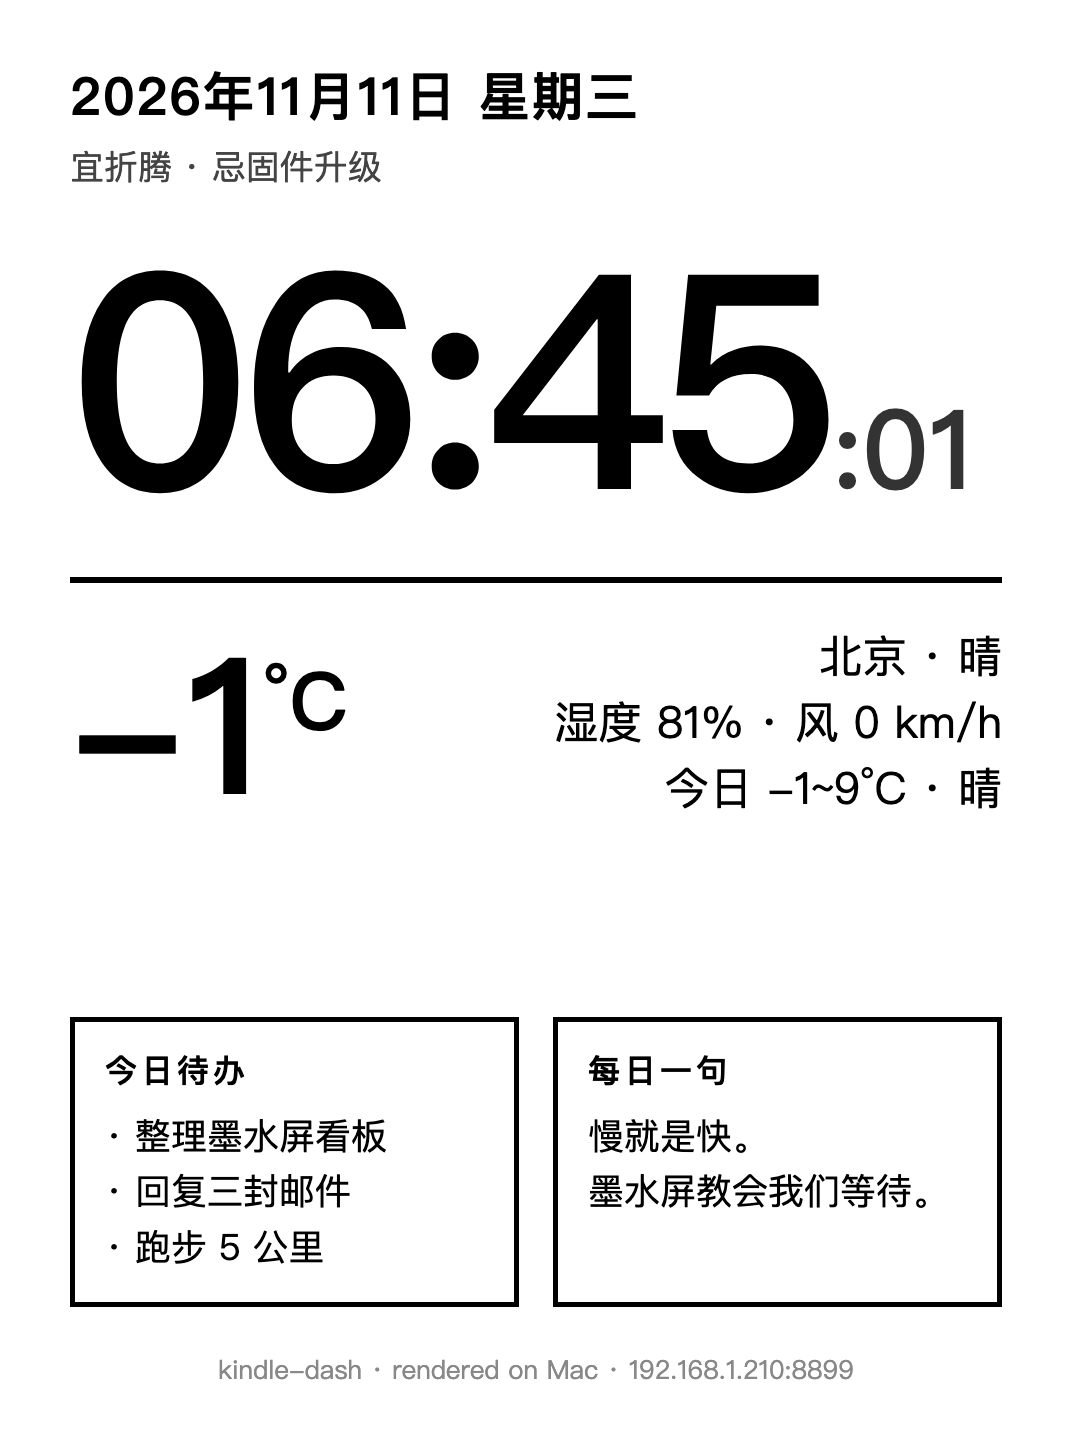 2026年11月11日 星期三
宜折腾 · 忌固件升级
06:45:01
–1°C
北京 · 晴
湿度 81% · 风 0 km/h
今日 –1~9°C · 晴
今日待办
· 整理墨水屏看板
· 回复三封邮件
· 跑步 5 公里
每日一句
慢就是快。
墨水屏教会我们等待。
kindle–dash · rendered on Mac · 192.168.1.210:8899